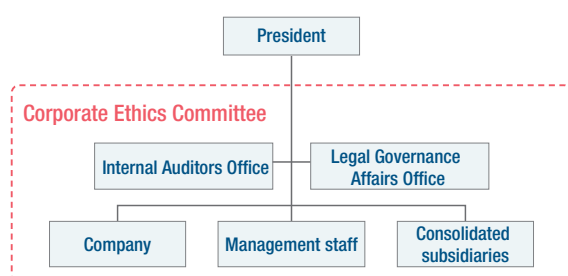 President
Corporate Ethics Committee
Internal Auditors Office
Legal Governance
Affairs Office
Company
Management staff
Consolidated
subsidiaries